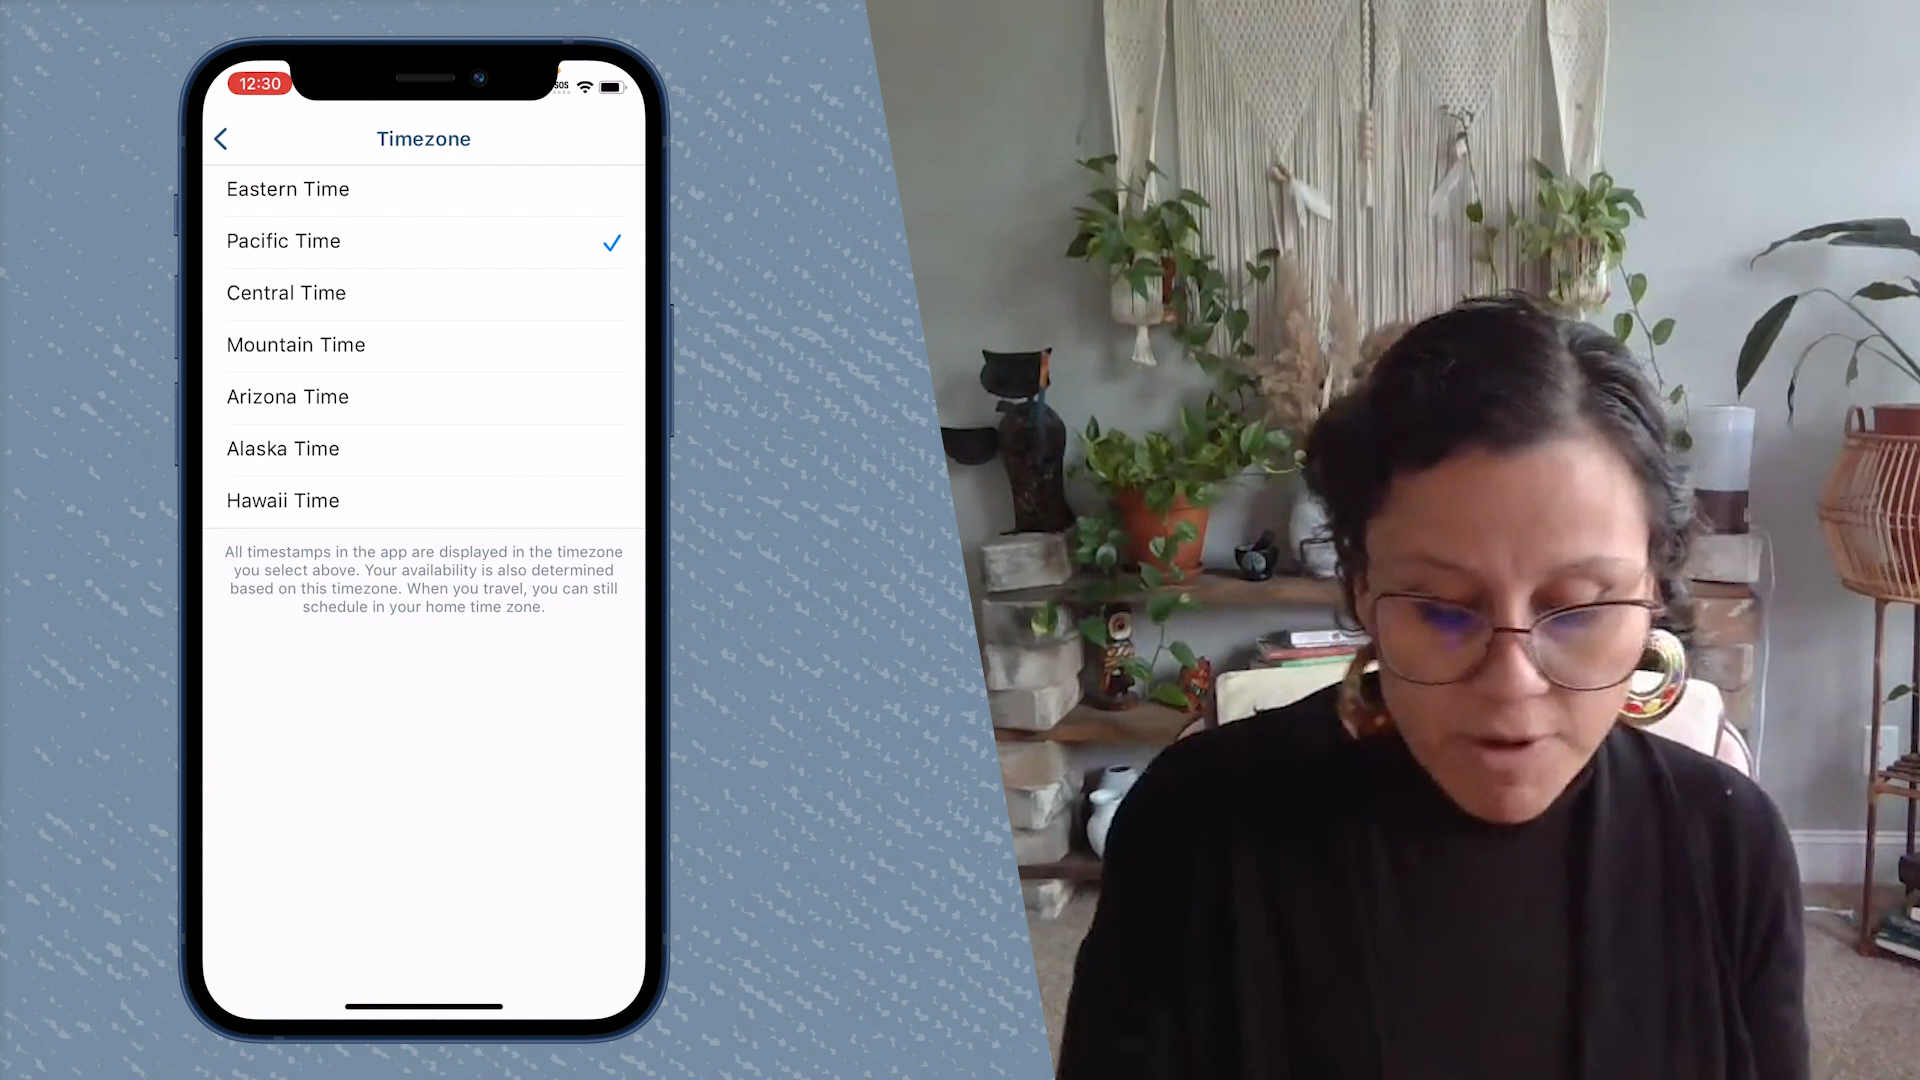 12:30
SOS
Timezone
Eastern Time
Pacific Time
Central Time
Mountain Time
Arizona Time
Alaska Time
Hawaii Time
All timestamps in the app are displayed in the timezone
you select above. Your availability is also determined
based on this timezone. When you travel, you can still
schedule in your home time zone.